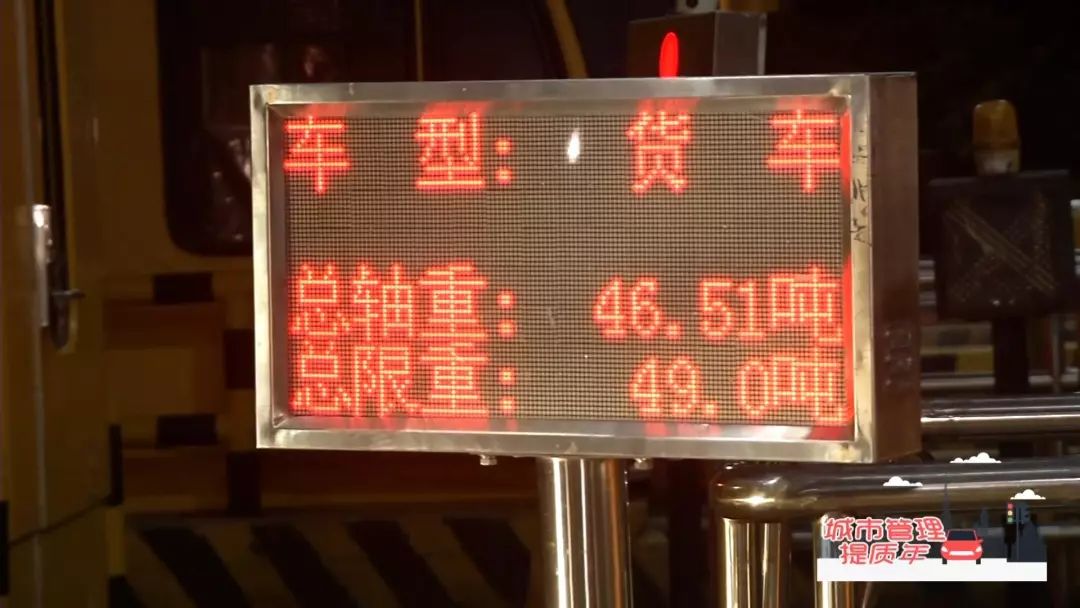 车 型： 货 车
总轴重： 46.51吨
总限重： 49.0吨
城市管理
提质年